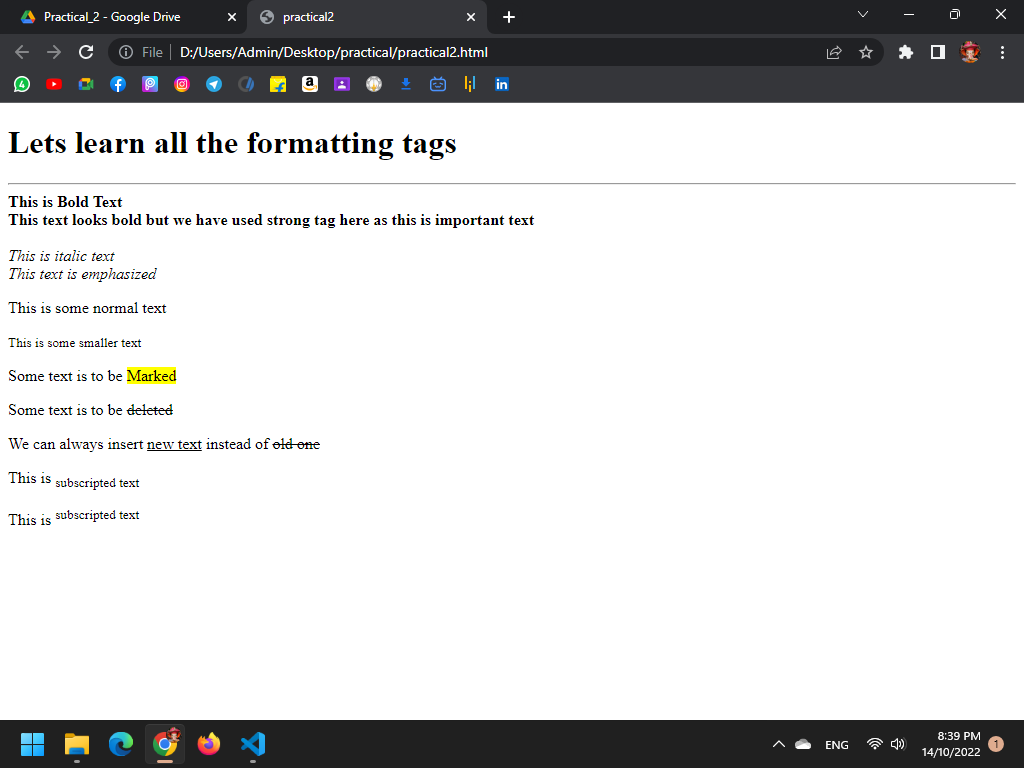 Practical_2 - Google Drive
practical2
File
D:/Users/Admin/Desktop/practical/practical2.html
Lets learn all the formatting tags
This is Bold Text
This text looks bold but we have used strong tag here as this is important text
This is italic text
This text is emphasized
This is some normal text
This is some smaller text
Some text is to be Marked
Some text is to be deleted
We can always insert new text instead of old one
This is subscripted text
This is subscripted text
ENG
8:39 PM
14/10/2022
1